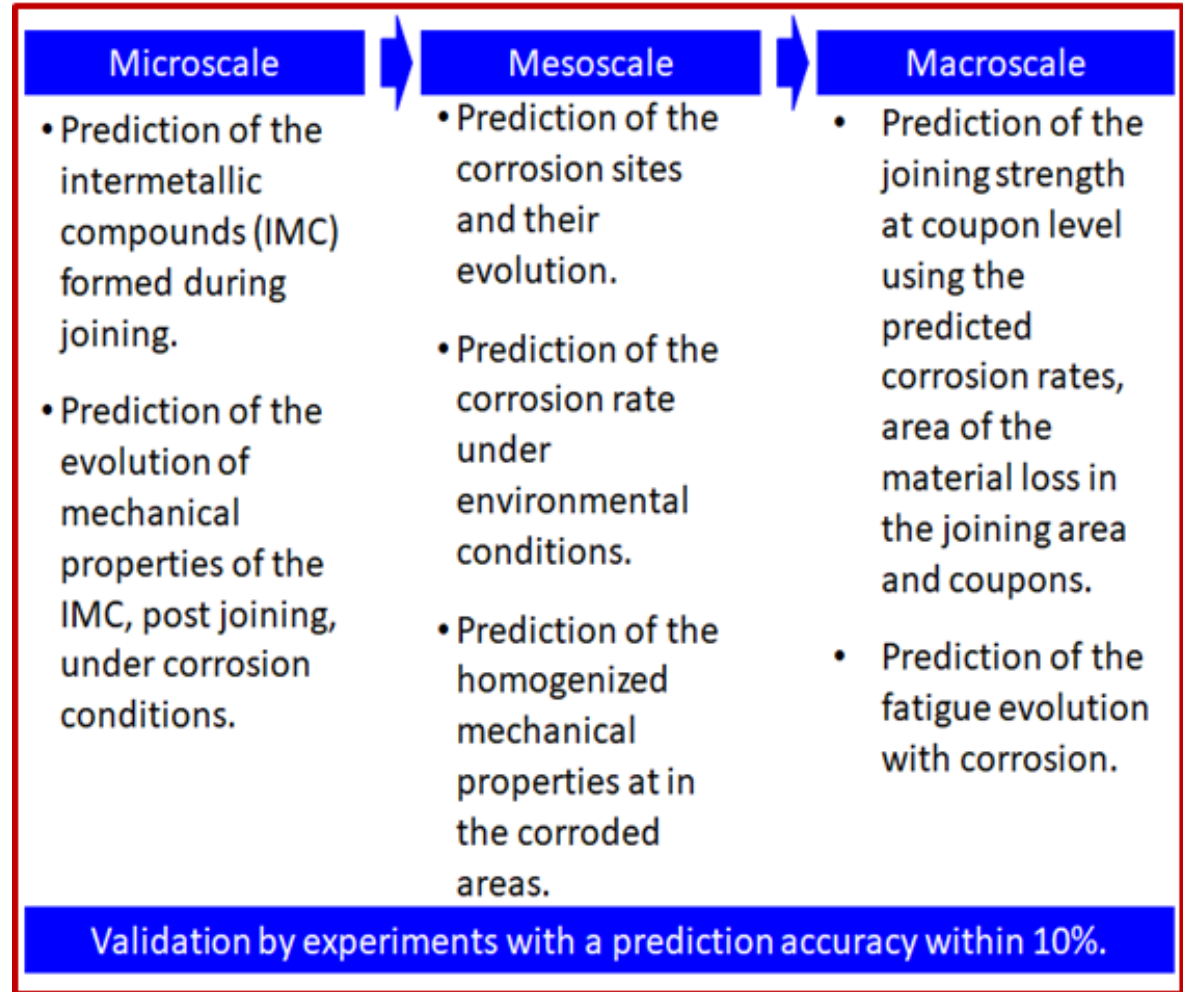 Microscale
• Prediction of the
intermetallic
compounds (IMC)
formed during
joining.
• Prediction of the
evolution of
mechanical
properties of the
IMC, post joining,
under corrosion
conditions.
Mesoscale
• Prediction of the
corrosion sites
and their
evolution.
• Prediction of the
corrosion rate
under
environmental
conditions.
• Prediction of the
homogenized
mechanical
properties at in
the corroded
areas.
Macroscale
• Prediction of the
joining strength
at coupon level
using the
predicted
corrosion rates,
area of the
material loss in
the joining area
and coupons.
• Prediction of the
fatigue evolution
with corrosion.
Validation by experiments with a prediction accuracy within 10%.